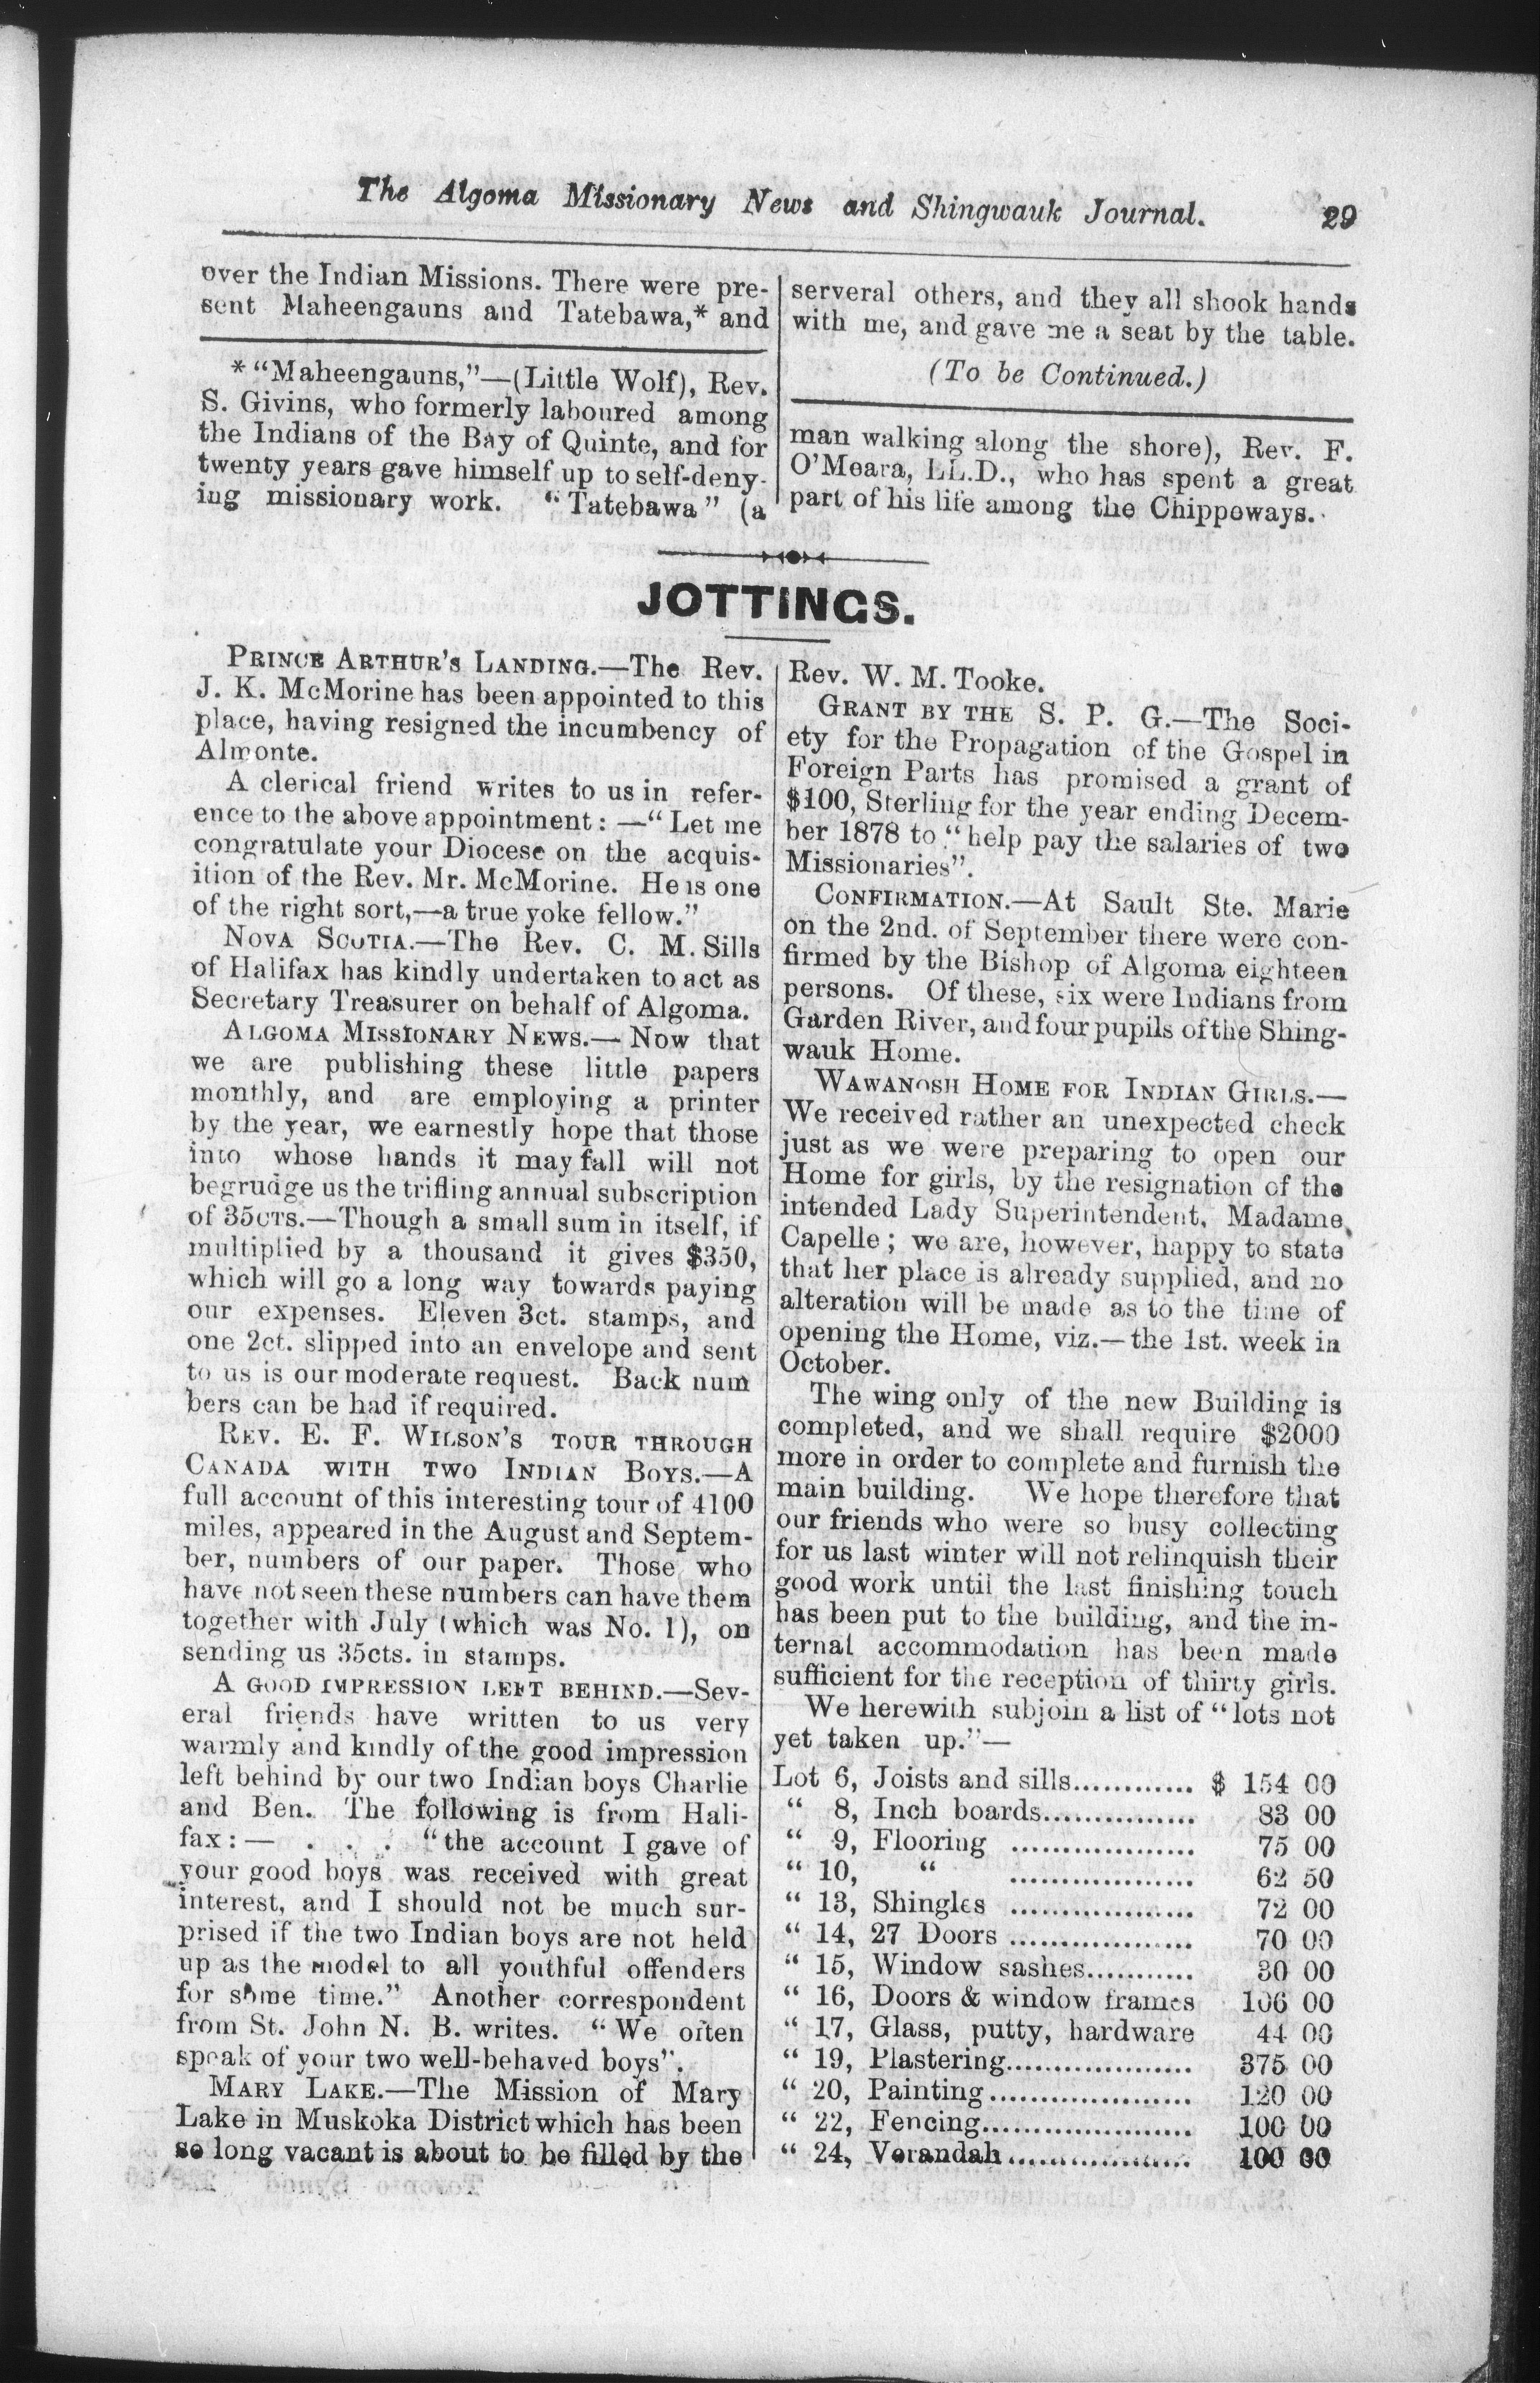 The Algoma Missionary News and Shingwauk Journal. 29
over the Indian Missions. There were pre-
sent Maheengauns and Tatebawa,* and
serveral others, and they all shook hands
with me, and gave me a seat by the table.
(To be Continued.)
* "Maheengauns,"—(Little Wolf), Rev.
S. Givins, who formerly laboured among
the Indians of the Bay of Quinte, and for
twenty years gave himself up to self-deny-
ing missionary work. "Tatebawa" (a
man walking along the shore), Rev. F.
O'Meara, LL.D., who has spent a great
part of his life among the Chippeways.
JOTTINGS.
PRINCE ARTHUR'S LANDING.—The Rev.
J. K. McMorine has been appointed to this
place, having resigned the incumbency of
Almonte.
A clerical friend writes to us in refer-
ence to the above appointment: —"Let me
congratulate your Diocese on the acquis-
ition of the Rev. Mr. McMorine. He is one
of the right sort,—a true yoke fellow."
NOVA SCOTIA.—The Rev. C. M. Sills
of Halifax has kindly undertaken to act as
Secretary Treasurer on behalf of Algoma.
ALGOMA MISSIONARY NEWS.—Now that
we are publishing these little papers
monthly, and are employing a printer
by the year, we earnestly hope that those
into whose hands it may fall will not
begrudge us the trifling annual subscription
of 35CTS.—Though a small sum in itself, if
multiplied by a thousand it gives $350,
which will go a long way towards paying
our expenses. Eleven 3ct. stamps, and
one 2ct. slipped into an envelope and sent
to us is our moderate request. Back num
bers can be had if required.
REV. E. F. WILSON'S TOUR THROUGH
CANADA WITH TWO INDIAN BOYS.—A
full account of this interesting tour of 4100
miles, appeared in the August and Septem-
ber, numbers of our paper. Those who
have not seen these numbers can have them
together with July (which was No. 1), on
sending us 35cts. in stamps.
A GOOD IMPRESSION LEFT BEHIND.—Sev-
eral friends have written to us very
warmly and kindly of the good impression
left behind by our two Indian boys Charlie
and Ben. The following is from Hali-
fax: — . . . "the account I gave of
your good boys was received with great
interest, and I should not be much sur-
prised if the two Indian boys are not held
up as the model to all youthful offenders
for some time." Another correspondent
from St. John N. B. writes. "We often
speak of your two well-behaved boys".
MARY LAKE.—The Mission of Mary
Lake in Muskoka District which has been
so long vacant is about to be filled by the
Rev. W. M. Tooke.
GRANT BY THE S. P. G.—The Soci-
ety for the Propagation of the Gospel in
Foreign Parts has promised a grant of
$100, Sterling for the year ending Decem-
ber 1878 to "help pay the salaries of two
Missionaries".
CONFIRMATION.—At Sault Ste. Marie
on the 2nd. of September there were con-
firmed by the Bishop of Algoma eighteen
persons. Of these, six were Indians from
Garden River, and four pupils of the Shing-
wauk Home.
WAWANOSH HOME FOR INDIAN GIRLS.—
We received rather an unexpected check
just as we were preparing to open our
Home for girls, by the resignation of the
intended Lady Superintendent, Madame
Capelle; we are, however, happy to state
that her place is already supplied, and no
alteration will be made as to the time of
opening the Home, viz.—the 1st. week in
October.
The wing only of the new Building is
completed, and we shall require $2000
more in order to complete and furnish the
main building. We hope therefore that
our friends who were so busy collecting
for us last winter will not relinquish their
good work until the last finishing touch
has been put to the building, and the in-
ternal accommodation has been made
sufficient for the reception of thirty girls.
We herewith subjoin a list of "lots not
yet taken up."—
Lot 6, Joists and sills............ $ 154 00
" 8, Inch boards............... 83 00
" 9, Flooring .................. 75 00
" 10, " .................. 62 50
" 13, Shingles .................. 72 00
" 14, 27 Doors .................. 70 00
" 15, Window sashes........... 30 00
" 16, Doors & window frames 106 00
" 17, Glass, putty, hardware 44 00
" 19, Plastering................... 375 00
" 20, Painting.................... 120 00
" 22, Fencing..................... 100 00
" 24, Verandah.................. 100 00